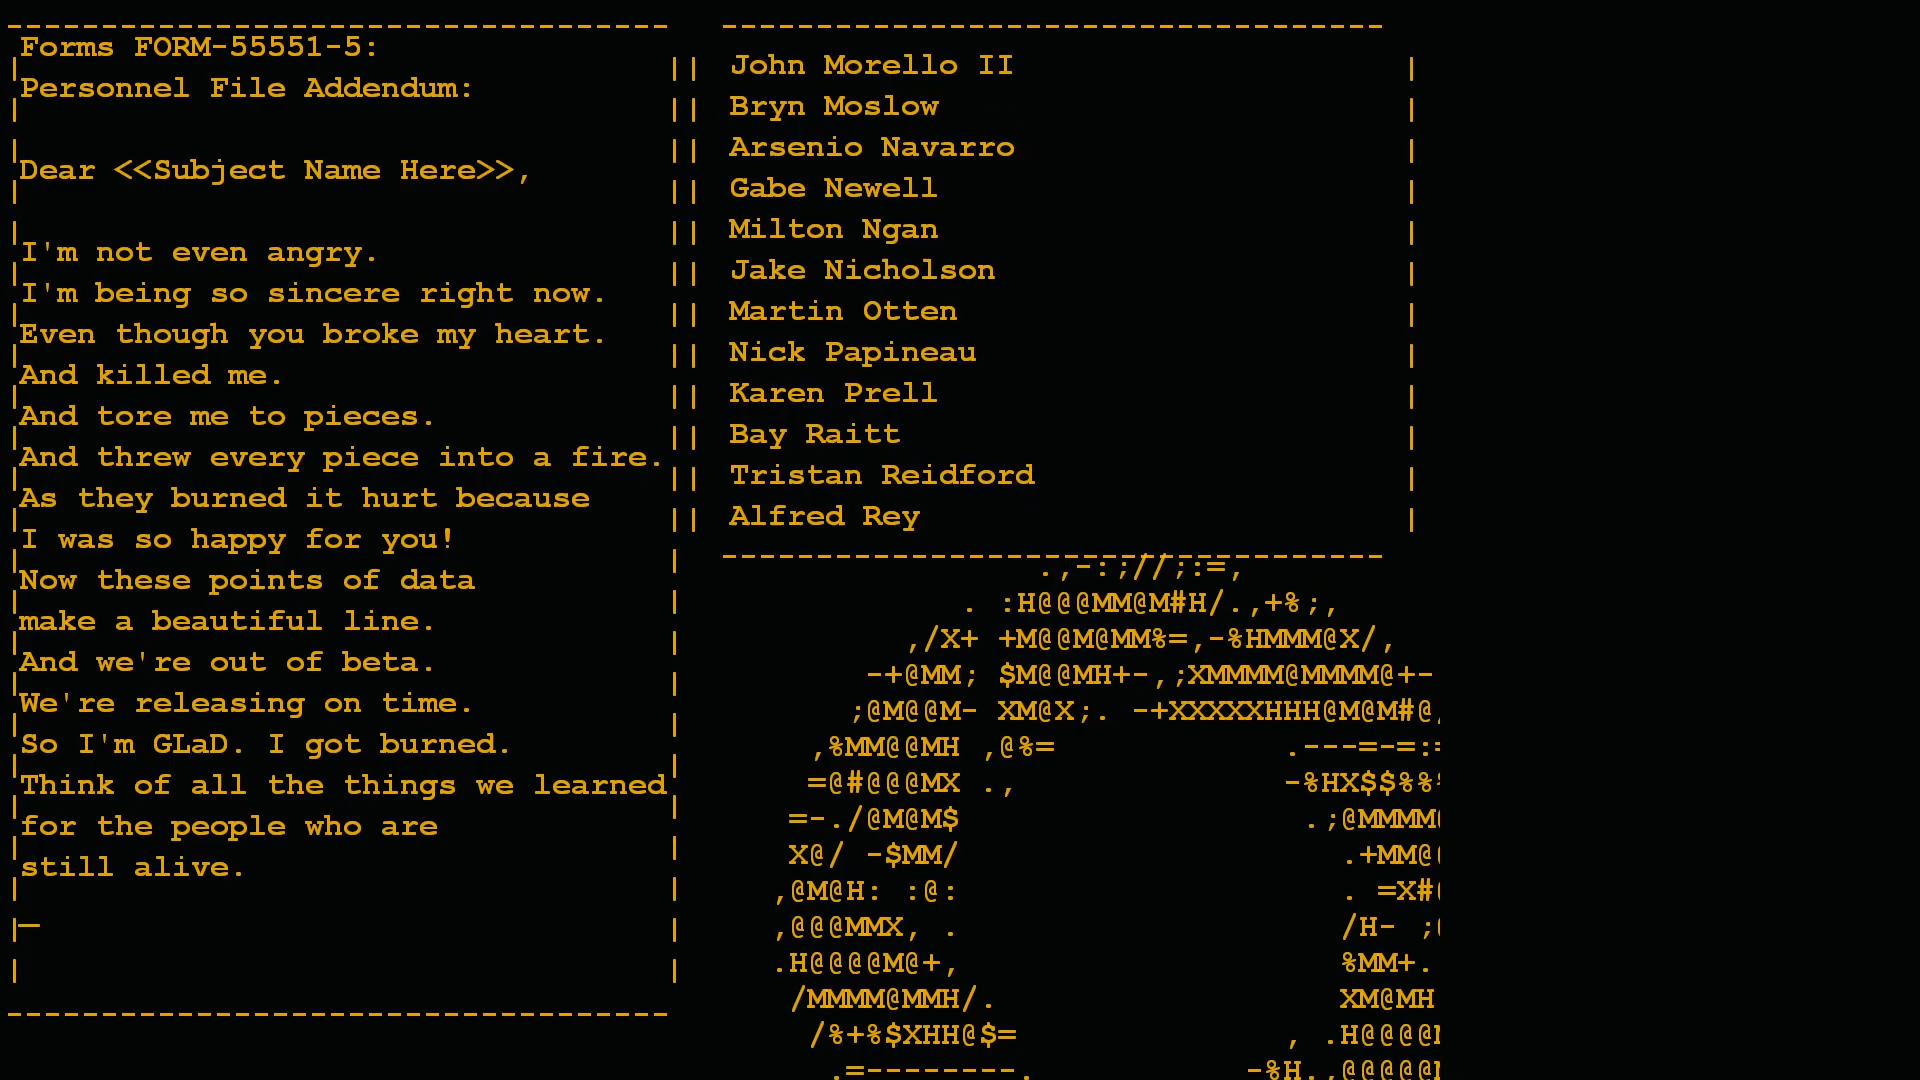 Forms FORM-55551-5:
Personnel File Addendum:
Dear <<Subject Name Here>>,
I'm not even angry.
I'm being so sincere right now.
Even though you broke my heart.
And killed me.
And tore me to pieces.
And threw every piece into a fire.
As they burned it hurt because
I was so happy for you!
Now these points of data
make a beautiful line.
And we're out of beta.
We're releasing on time.
So I'm GLaD. I got burned.
Think of all the things we learned
for the people who are
still alive.
John Morello II
Bryn Moslow
Arsenio Navarro
Gabe Newell
Milton Ngan
Jake Nicholson
Martin Otten
Nick Papineau
Karen Prell
Bay Raitt
Tristan Reidford
Alfred Rey